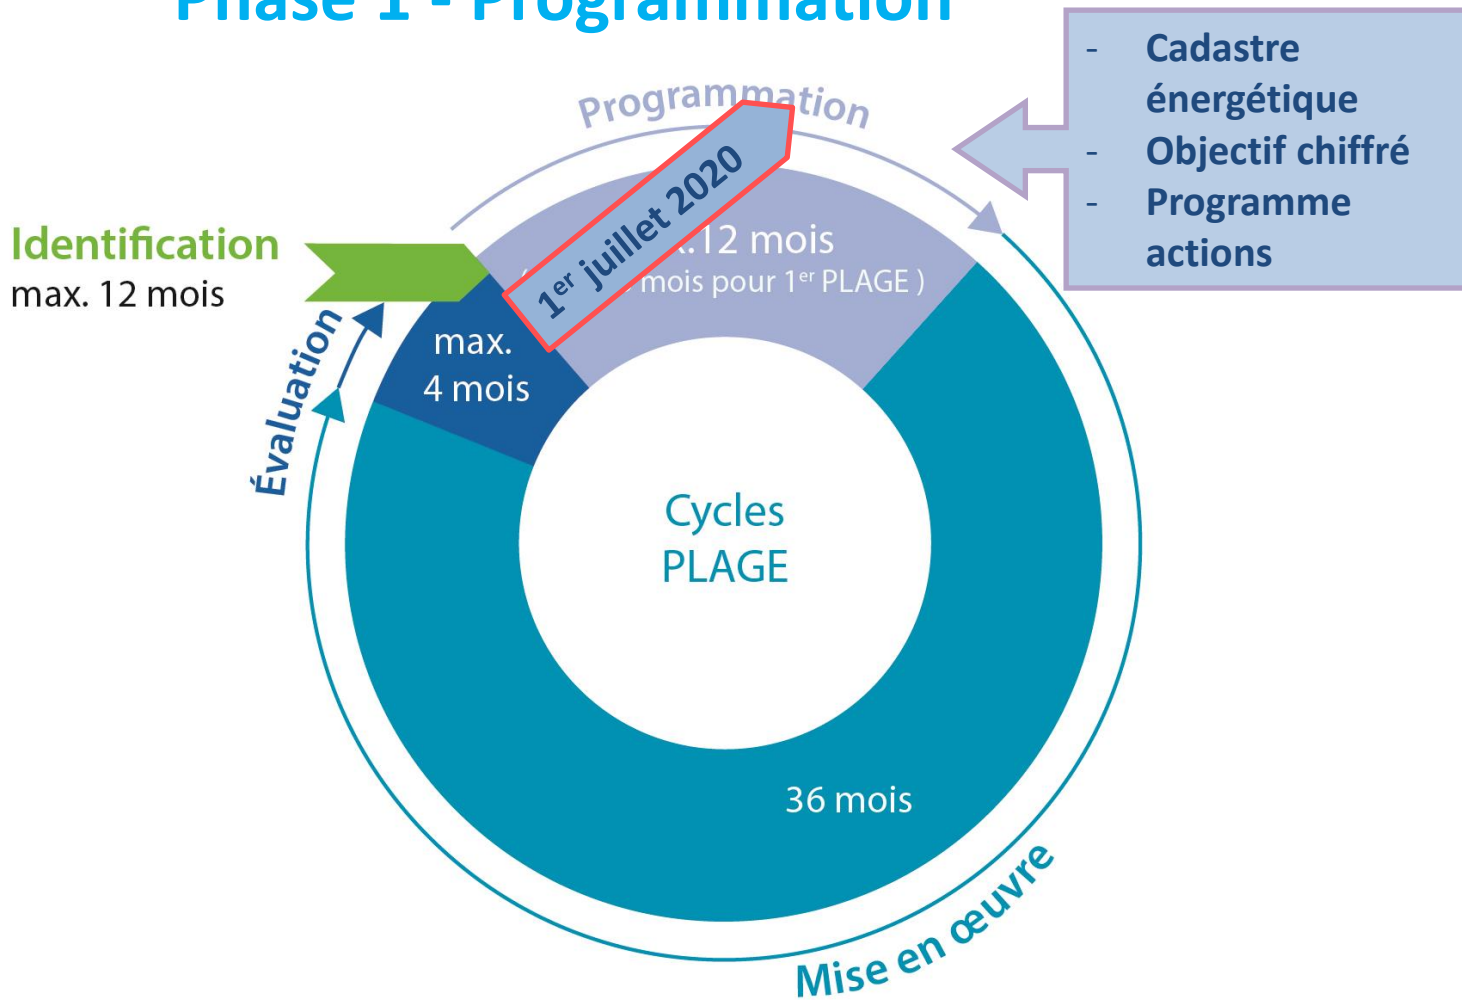 Phase 1 - Programmation
- Cadastre
énergétique
- Objectif chiffré
- Programme
actions
Programmation
1er juillet 2020
.12 mois
( mois pour 1er PLAGE )
Identification
max. 12 mois
Évaluation
max.
4 mois
Cycles
PLAGE
36 mois
Mise en œuvre